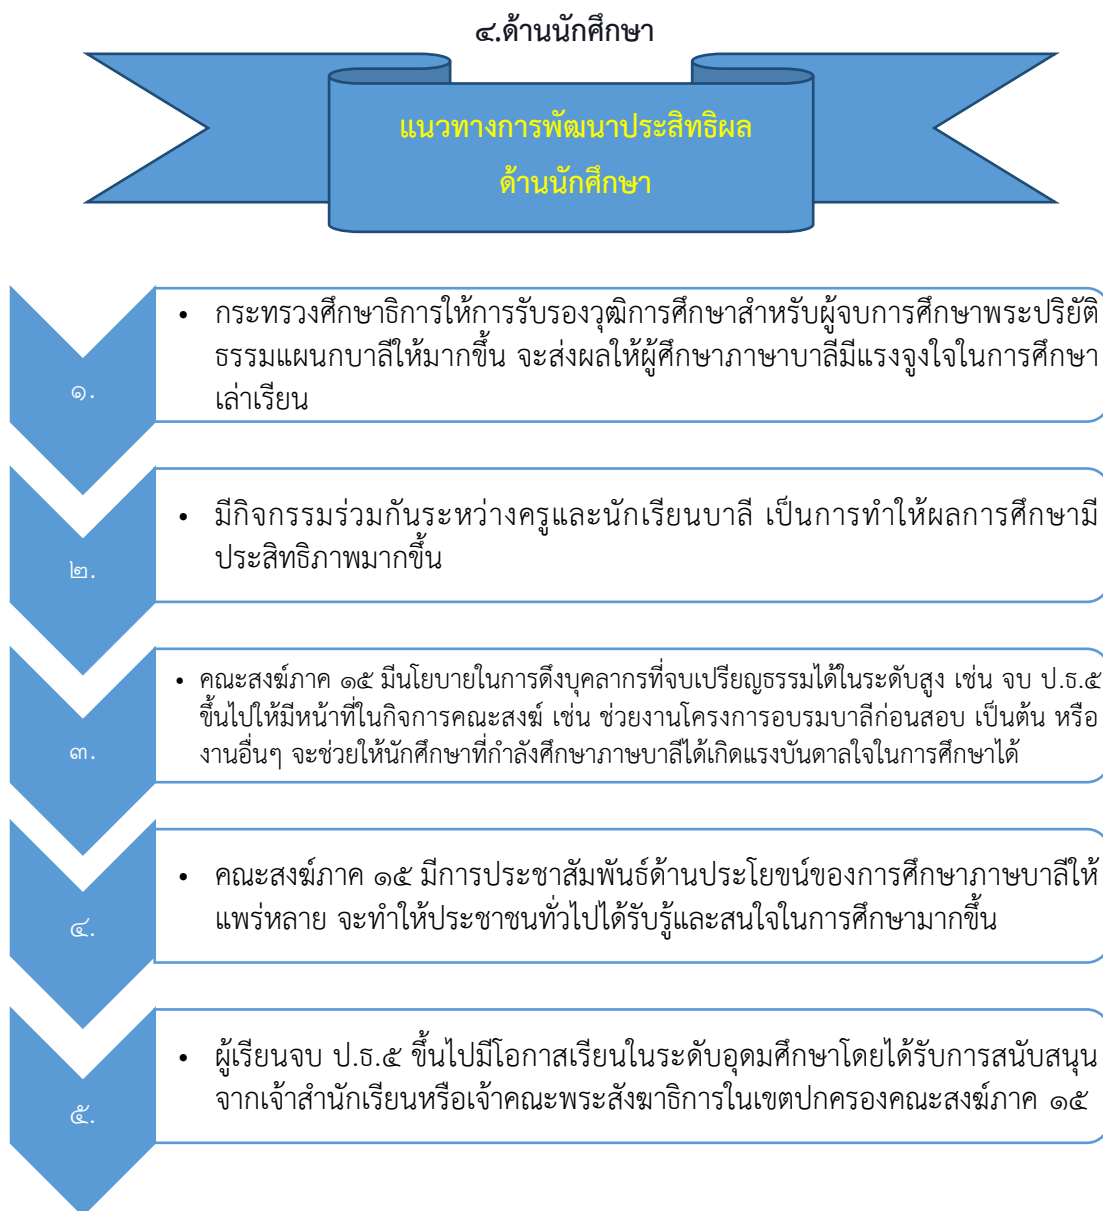 ๔.ด้านนักศึกษา
แนวทางการพัฒนาประสิทธิผล
ด้านนักศึกษา
๑.
• กระทรวงศึกษาธิการให้การรับรองวุฒิการศึกษาสำหรับผู้จบการศึกษาพระปริยัติ
ธรรมแผนกบาลีให้มากขึ้น จะส่งผลให้ผู้ศึกษาภาษาบาลีมีแรงจูงใจในการศึกษา
เล่าเรียน
๒.
• มีกิจกรรมร่วมกันระหว่างครูและนักเรียนบาลี เป็นการทำให้ผลการศึกษามี
ประสิทธิภาพมากขึ้น
๓.
• คณะสงฆ์ภาค ๑๕ มีนโยบายในการดึงบุคลากรที่จบเปรียญธรรมได้ในระดับสูง เช่น จบ ป.ธ.๕
ขึ้นไปให้มีหน้าที่ในกิจการคณะสงฆ์ เช่น ช่วยงานโครงการอบรมบาลีก่อนสอบ เป็นต้น หรือ
งานอื่นๆ จะช่วยให้นักศึกษาที่กำลังศึกษาภาษบาลีได้เกิดแรงบันดาลใจในการศึกษาได้
๔.
• คณะสงฆ์ภาค ๑๕ มีการประชาสัมพันธ์ด้านประโยขน์ของการศึกษาภาษบาลีให้
แพร่หลาย จะทำให้ประชาชนทั่วไปได้รับรู้และสนใจในการศึกษามากขึ้น
๕.
• ผู้เรียนจบ ป.ธ.๕ ขึ้นไปมีโอกาสเรียนในระดับอุดมศึกษาโดยได้รับการสนับสนุน
จากเจ้าสำนักเรียนหรือเจ้าคณะพระสังฆาธิการในเขตปกครองคณะสงฆ์ภาค ๑๕